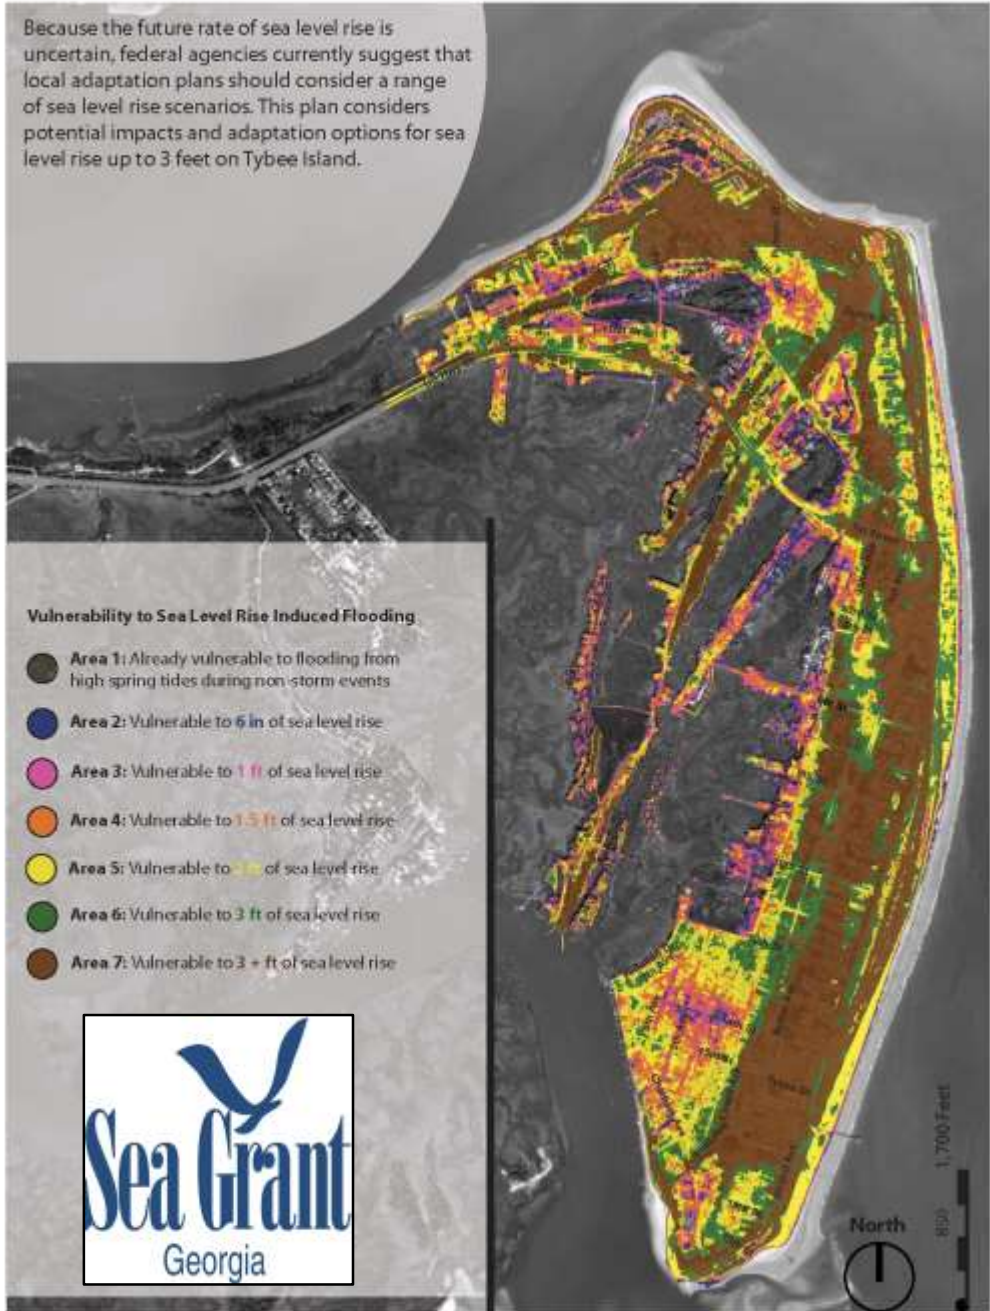 Because the future rate of sea level rise is
uncertain, federal agencies currently suggest that
local adaptation plans should consider a range
of sea level rise scenarios. This plan considers
potential impacts and adaptation options for sea
level rise up to 3 feet on Tybee Island.
Vulnerability to Sea Level Rise Induced Flooding
Area 1: Already vulnerable to flooding from
high spring tides during non-storm events
Area 2: Vulnerable to 6 in of sea level rise
Area 3: Vulnerable to 1 ft of sea level rise
Area 4: Vulnerable to 1.5 ft of sea level rise
Area 5: Vulnerable to 2 ft of sea level rise
Area 6: Vulnerable to 3 ft of sea level rise
Area 7: Vulnerable to 3 + ft of sea level rise
Sea Grant
Georgia
North
850
1,700 Feet